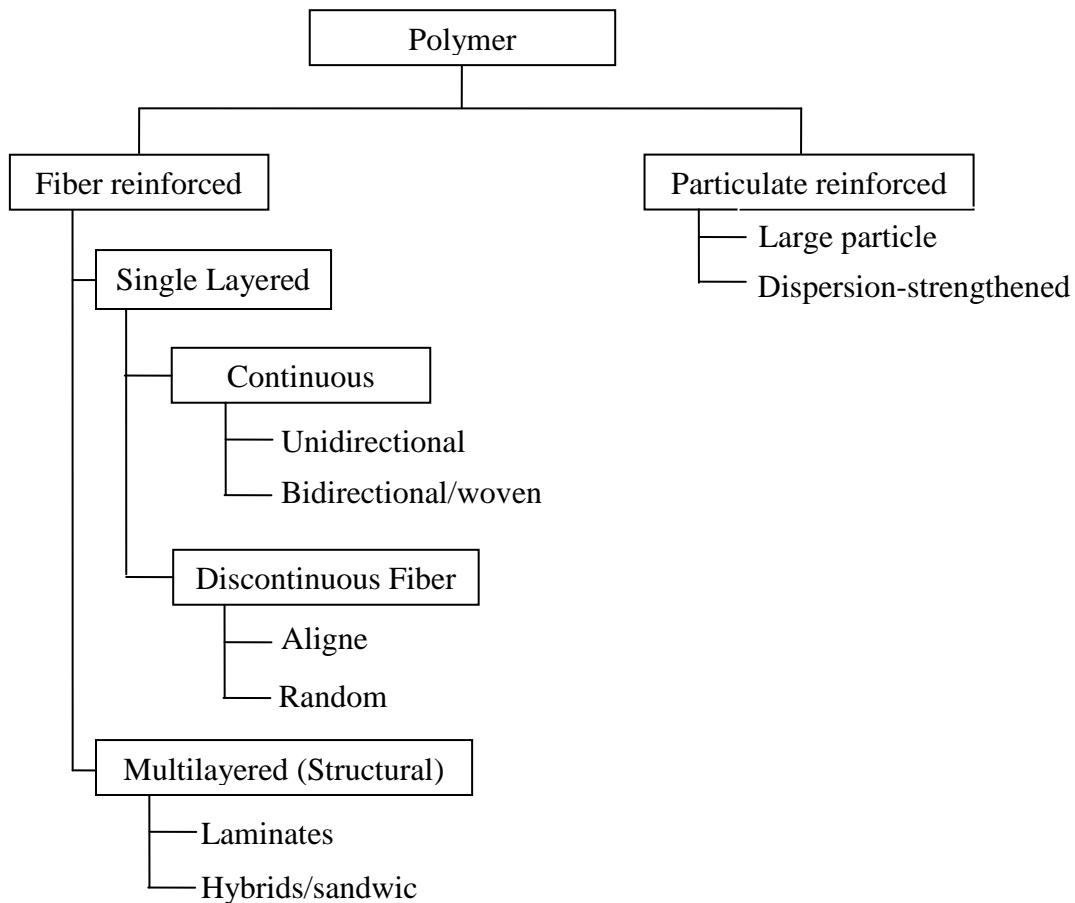 Polymer
Fiber reinforced
Particulate reinforced
Large particle
Dispersion-strengthened
Single Layered
Continuous
Unidirectional
Bidirectional/woven
Discontinuous Fiber
Aligne
Random
Multilayered (Structural)
Laminates
Hybrids/sandwic